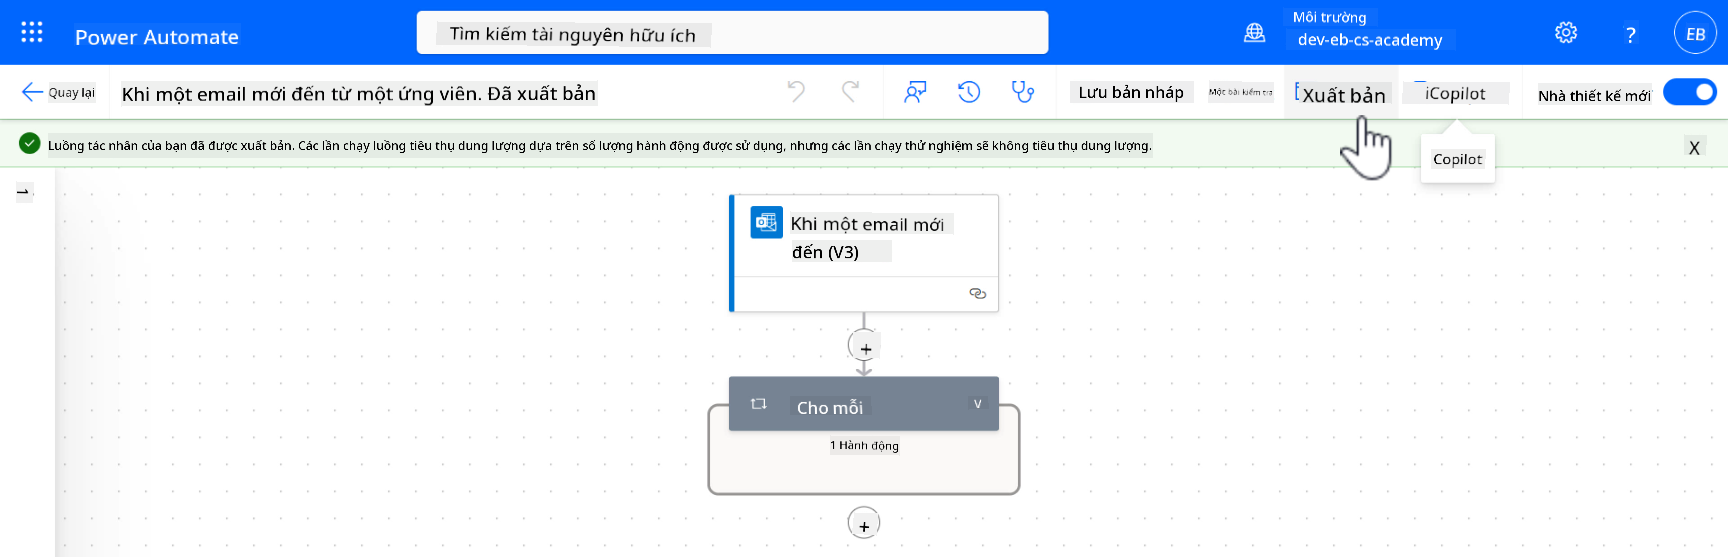 Power Automate
Tìm kiếm tài nguyên hữu ích
Môi trường
dev-eb-cs-academy
?
EB
Quay lại
Khi một email mới đến từ một ứng viên. Đã xuất bản
Lưu bản nháp
Một bài kiểm tra
Xuất bản
iCopilot
Nhà thiết kế mới
Luồng tác nhân của bạn đã được xuất bản. Các lần chạy luồng tiêu thụ dung lượng dựa trên số lượng hành động được sử dụng, nhưng các lần chạy thử nghiệm sẽ không tiêu thụ dung lượng.
X
Copilot
Khi một email mới
đến (V3)
+
Cho mỗi
V
1 Hành động
+